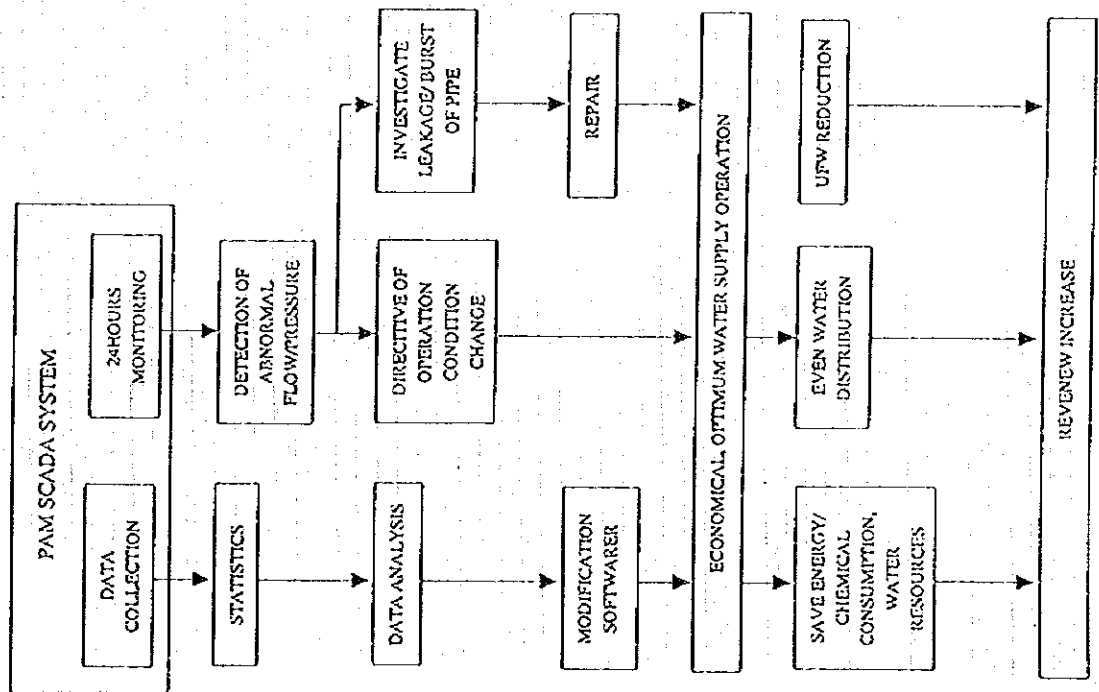 PAM SCADA SYSTEM
DATA
COLLECTION
24HOURS
MONITORING
STATISTICS
DETECTION OF
ABNORMAL
FLOW/PRESSURE
DATA ANALYSIS
DIRECTIVE OF
OPERATION
CONDITION
CHANGE
INVESTIGATE
LEAKAGE/BURST
OF PIPE
MODIFICATION
SOFTWARER
REPAIR
ECONOMICAL, OPTIMUM WATER SUPPLY OPERATION
SAVE ENERGY/
CHEMICAL
CONSUMPTION,
WATER
RESOURCES
EVEN WATER
DISTRIBUTION
UFW REDUCTION
REVENEW INCREASE